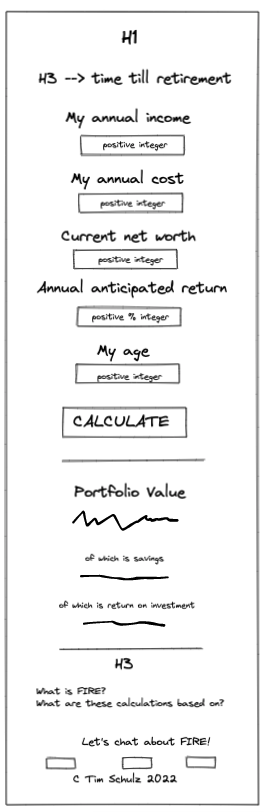 H1
H3 --> time till retirement
My annual income
positive integer
My annual cost
positive integer
Current net worth
positive integer
Annual anticipated return
positive % integer
My age
positive integer
CALCULATE
Portfolio Value
of which is savings
of which is return on investment
H3
What is FIRE?
What are these calculations based on?
Let's chat about FIRE!
C Tim Schulz 2022